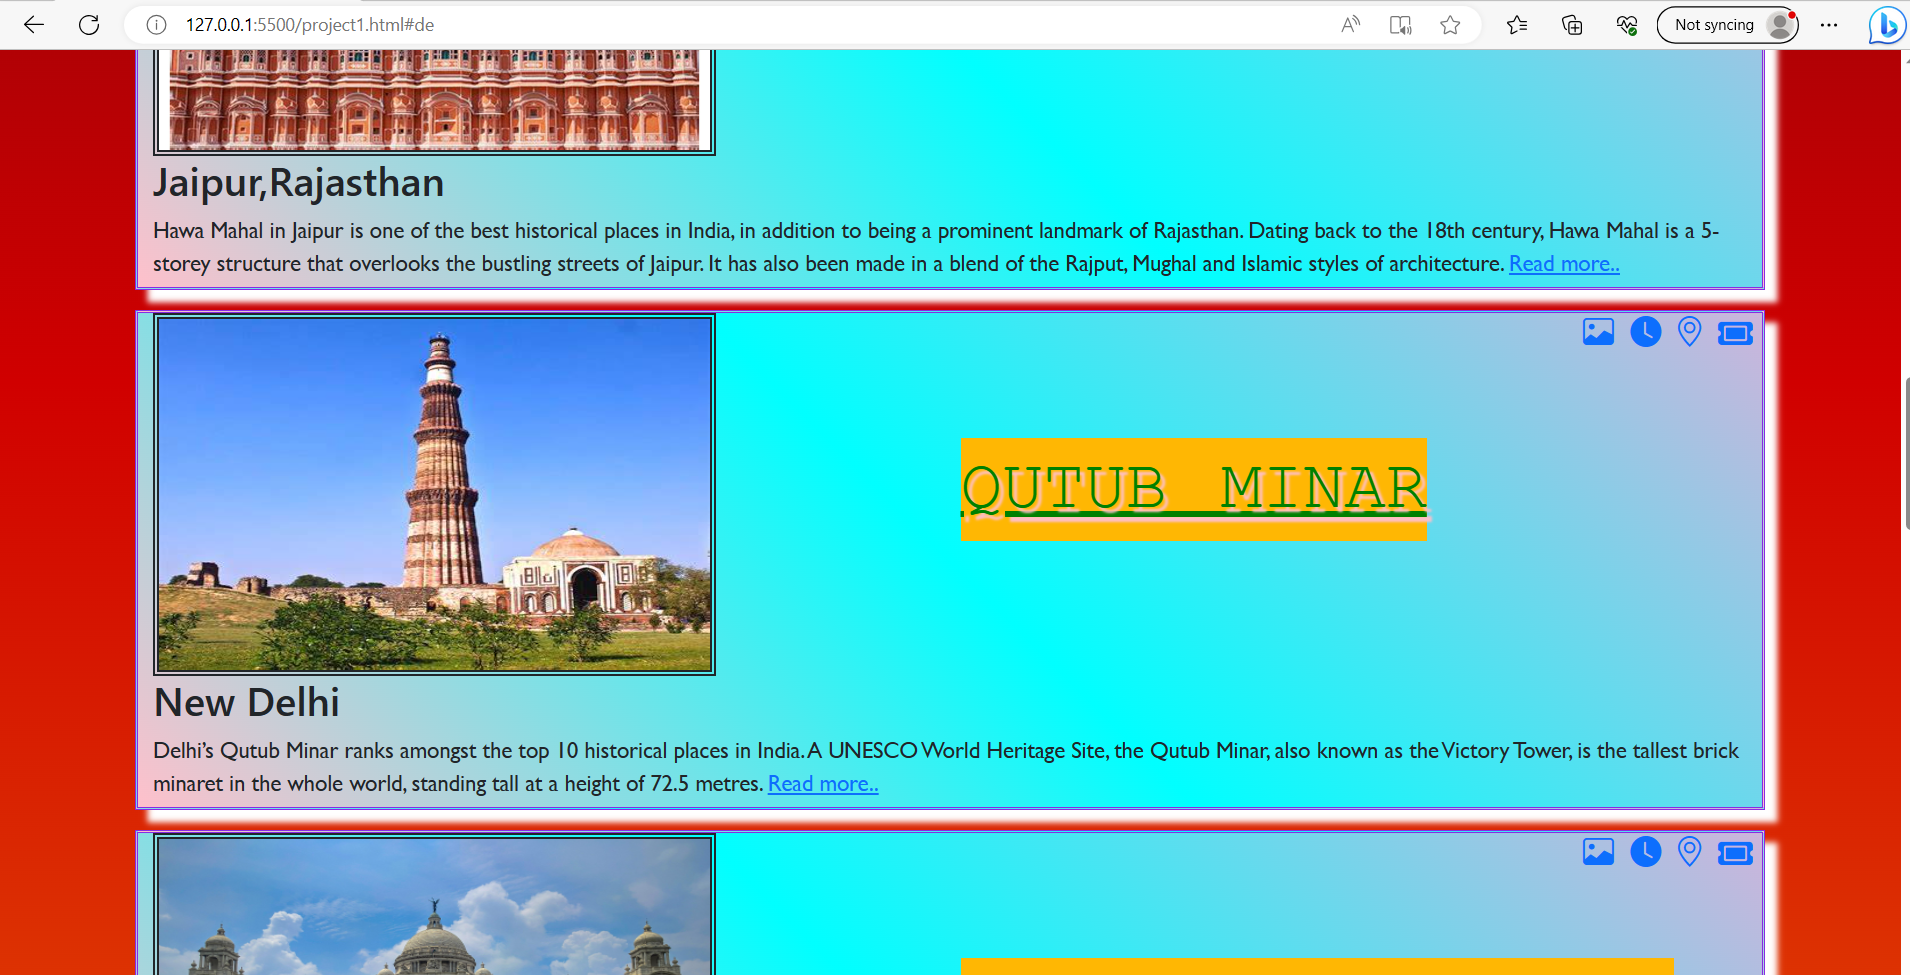 127.0.0.1:5500/project1.html#de
Not syncing
Jaipur,Rajasthan
Hawa Mahal in Jaipur is one of the best historical places in India, in addition to being a prominent landmark of Rajasthan. Dating back to the 18th century, Hawa Mahal is a 5-
storey structure that overlooks the bustling streets of Jaipur. It has also been made in a blend of the Rajput, Mughal and Islamic styles of architecture. Read more..
QUTUB MINAR
New Delhi
Delhi’s Qutub Minar ranks amongst the top 10 historical places in India. A UNESCO World Heritage Site, the Qutub Minar, also known as the Victory Tower, is the tallest brick
minaret in the whole world, standing tall at a height of 72.5 metres. Read more..